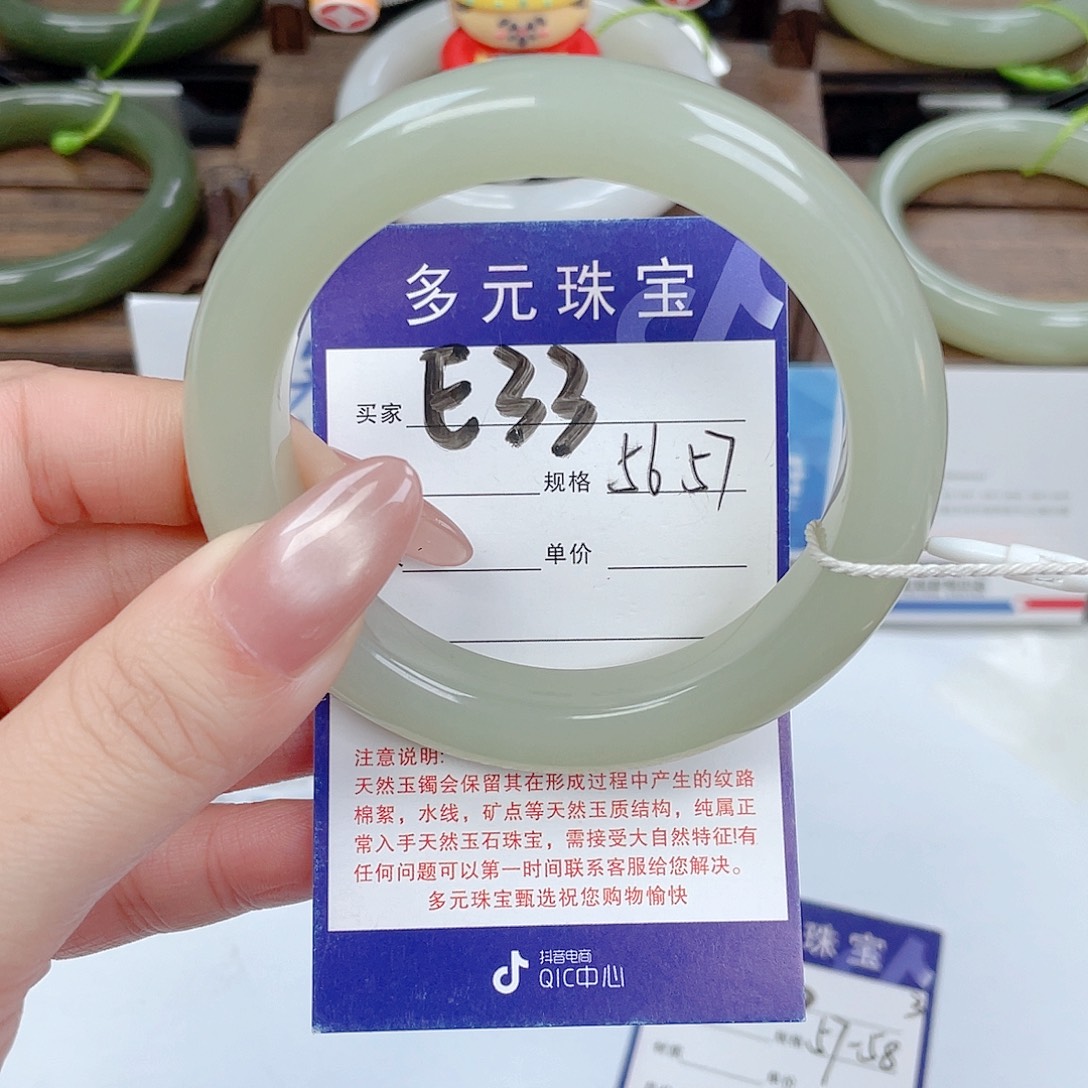 多元珠宝
买家 E33
规格 56.57
单价
注意说明:
天然玉镯会保留其在形成过程中产生的纹路
棉絮，水线，矿点等天然玉质结构，纯属正
常入手天然玉石珠宝，需接受大自然特征!有
任何问题可以第一时间联系客服给您解决。
多元珠宝甄选祝您购物愉快
抖音电商
QIC中心
珠宝
57-58